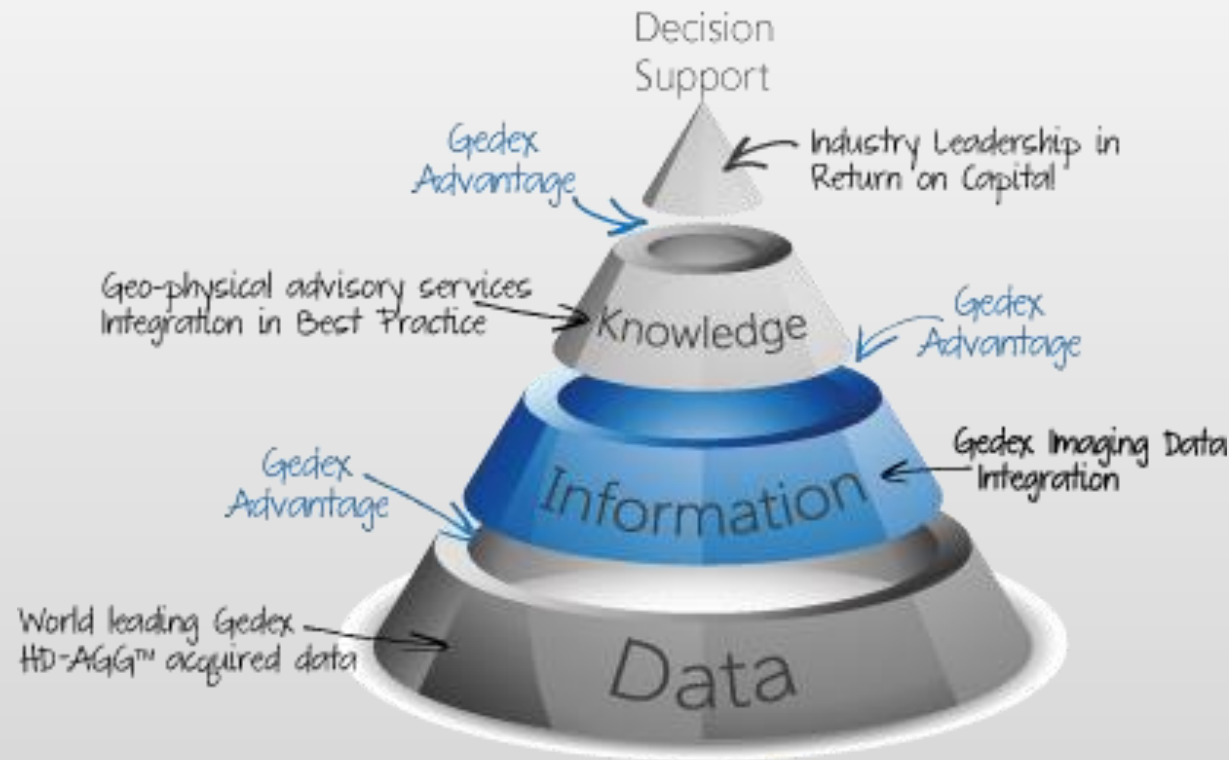 Decision
Support
Gedex
Advantage
Industry Leadership in
Return on Capital
Geo-physical advisory services
Integration in Best Practice
Knowledge
Gedex
Advantage
Gedex Imaging Data
Integration
Information
Gedex
Advantage
World leading Gedex
HD-AGG™ acquired data
Data